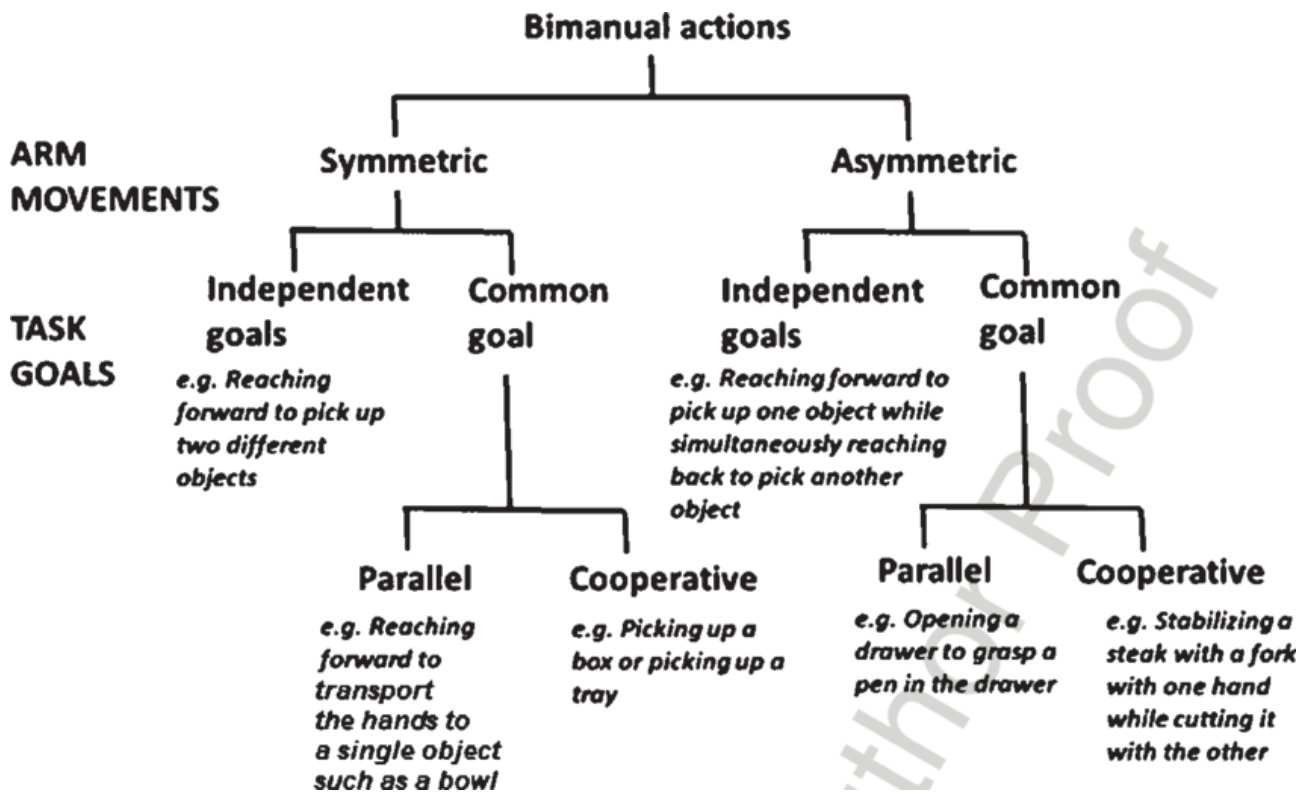 Bimanual actions
ARM
MOVEMENTS
Symmetric
Asymmetric
TASK
GOALS
Independent
goals
e.g. Reaching
forward to pick up
two different
objects
Common
goal
Independent
goals
e.g. Reaching forward to
pick up one object while
simultaneously reaching
back to pick another
object
Common
goal
Parallel
e.g. Reaching
forward to
transport
the hands to
a single object
such as a bowl
Cooperative
e.g. Picking up a
box or picking up a
tray
Parallel
e.g. Opening a
drawer to grasp a
pen in the drawer
Cooperative
e.g. Stabilizing a
steak with a fork
with one hand
while cutting it
with the other
Proof